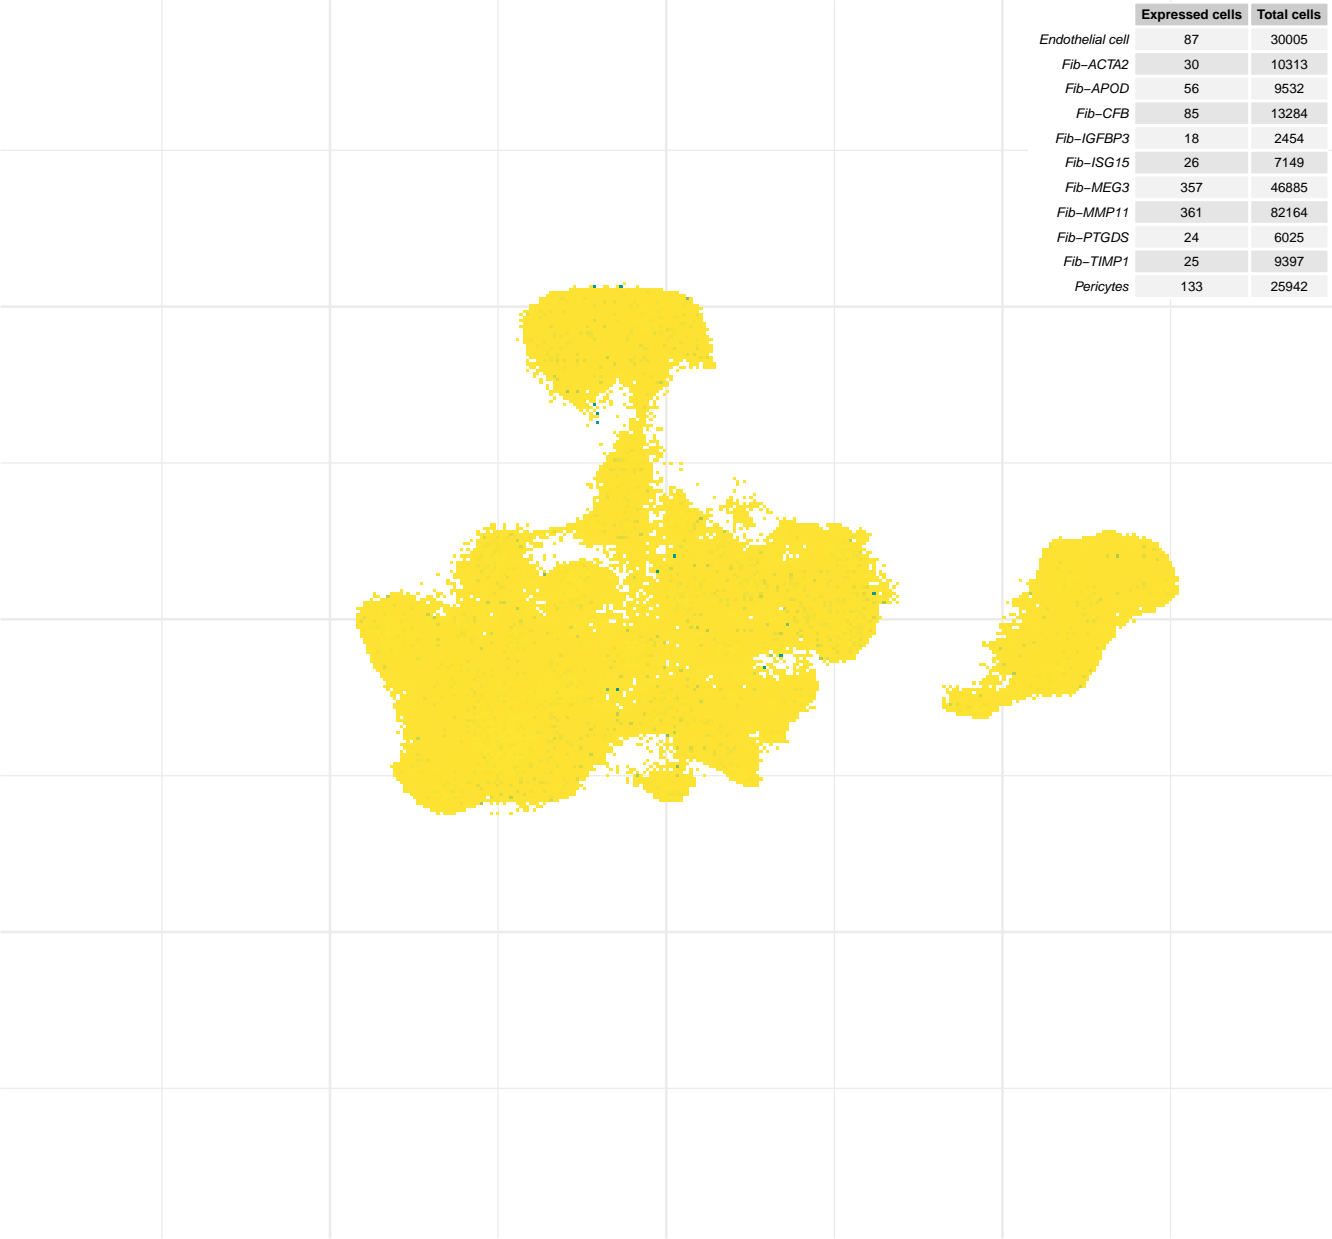 Expressed cells Total cells
Endothelial cell 87 30005
Fib−ACTA2 30 10313
Fib−APOD 56 9532
Fib−CFB 85 13284
Fib−IGFBP3 18 2454
Fib−ISG15 26 7149
Fib−MEG3 357 46885
Fib−MMP11 361 82164
Fib−PTGDS 24 6025
Fib−TIMP1 25 9397
Pericytes 133 25942